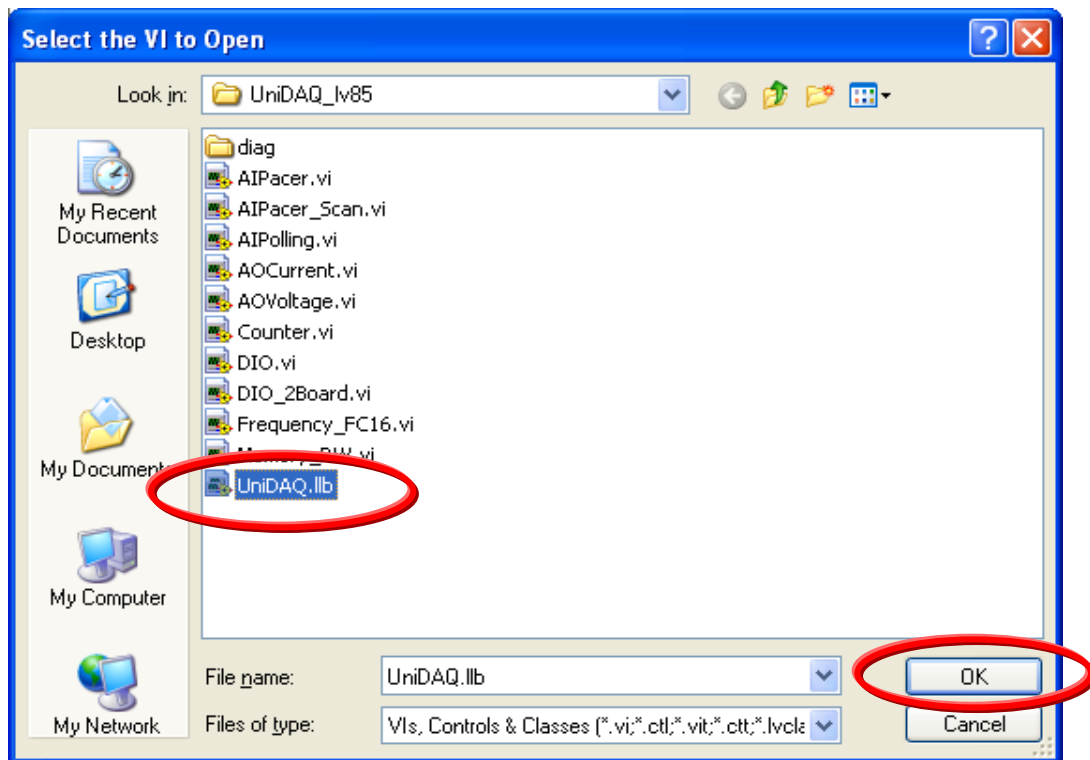 Select the VI to Open
Look in: UniDAQ_lv85
diag
AIPacer.vi
AIPacer_Scan.vi
AIPolling.vi
AOCurrent.vi
AOVoltage.vi
Counter.vi
DIO.vi
DIO_2Board.vi
Frequency_FC16.vi
Memory_RW.vi
UniDAQ.llb
My Recent
Documents
Desktop
My Documents
My Computer
My Network
File name: UniDAQ.llb
OK
Files of type: VIs, Controls & Classes (*.vi;*.ctl;*.vit;*.ctt;*.lvcla
Cancel